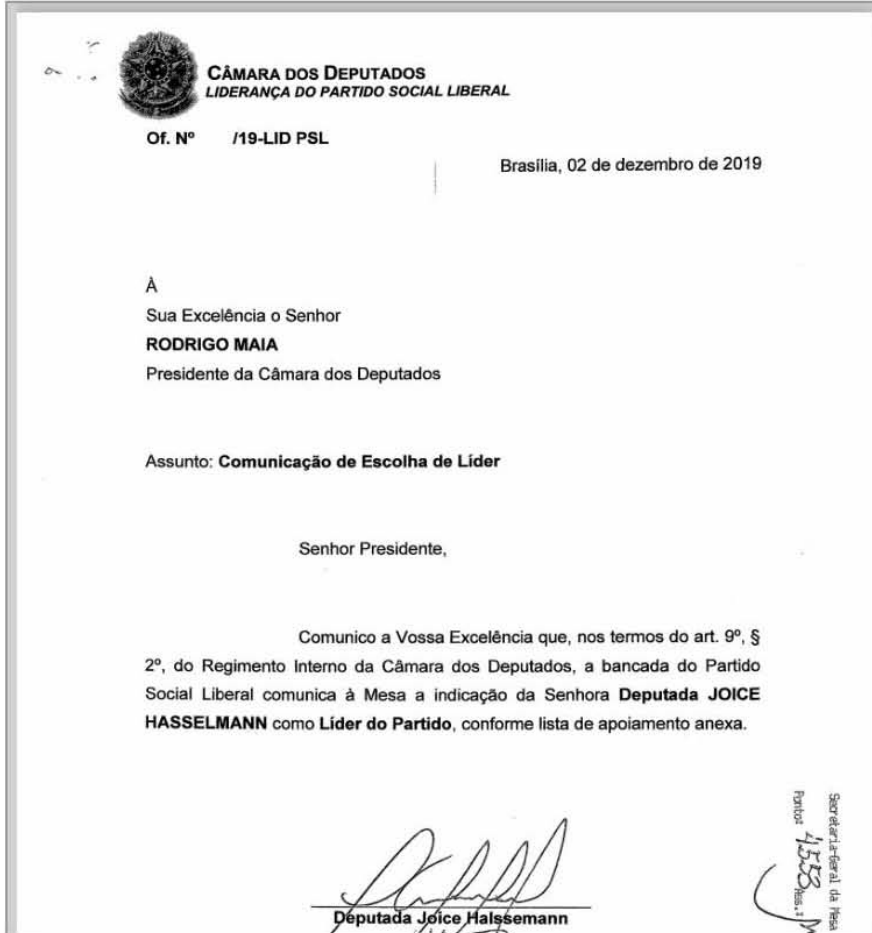 CÂMARA DOS DEPUTADOS
LIDERANÇA DO PARTIDO SOCIAL LIBERAL
Of. Nº /19-LID PSL
Brasília, 02 de dezembro de 2019
À
Sua Excelência o Senhor
RODRIGO MAIA
Presidente da Câmara dos Deputados
Assunto: Comunicação de Escolha de Líder
Senhor Presidente,
Comunico a Vossa Excelência que, nos termos do art. 9º, §
2º, do Regimento Interno da Câmara dos Deputados, a bancada do Partido
Social Liberal comunica à Mesa a indicação da Senhora Deputada JOICE
HASSELMANN como Líder do Partido, conforme lista de apoiamento anexa.
Deputada Joice Halssemann
Secretaria-Geral da Mesa
Ponto: 4553 Ass.: